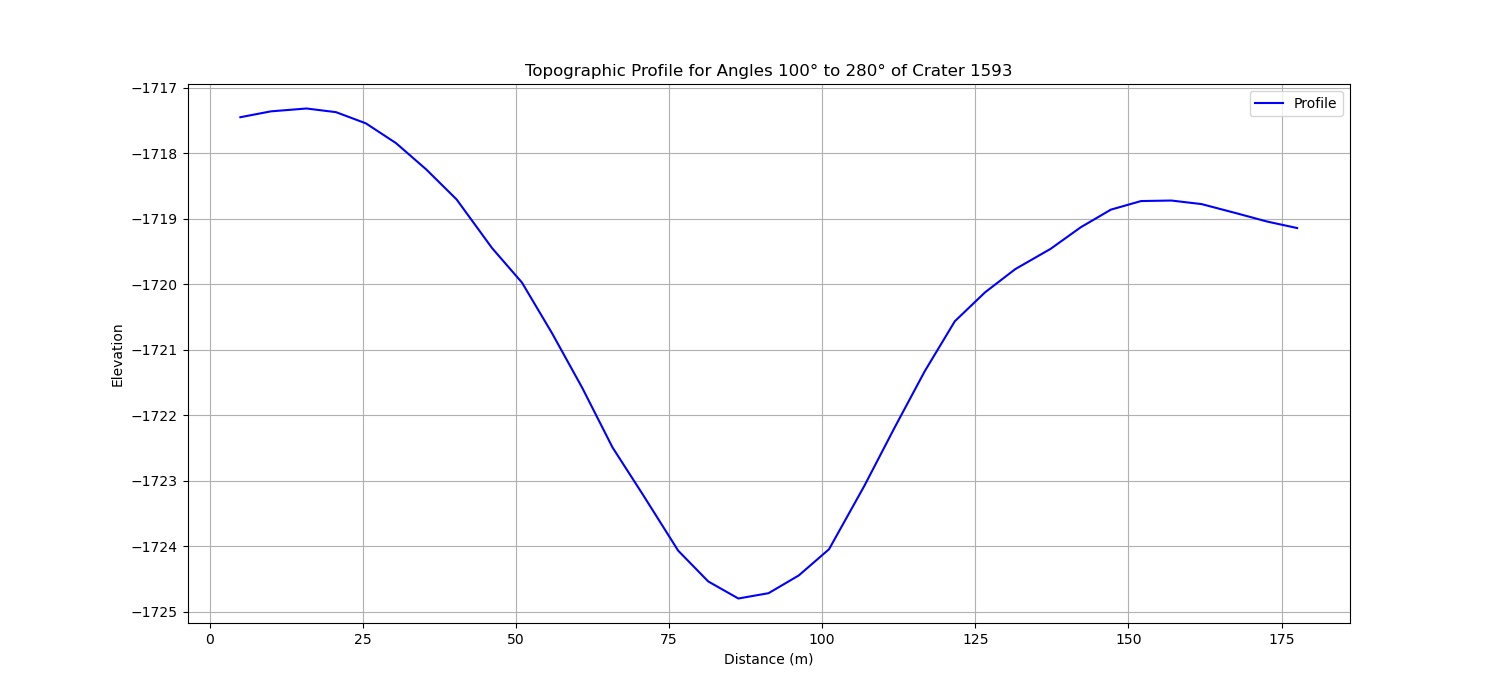 Topographic Profile for Angles 100° to 280° of Crater 1593
Profile
−1717
−1718
−1719
−1720
−1721
−1722
−1723
−1724
−1725
Elevation
0 25 50 75 100 125 150 175
Distance (m)